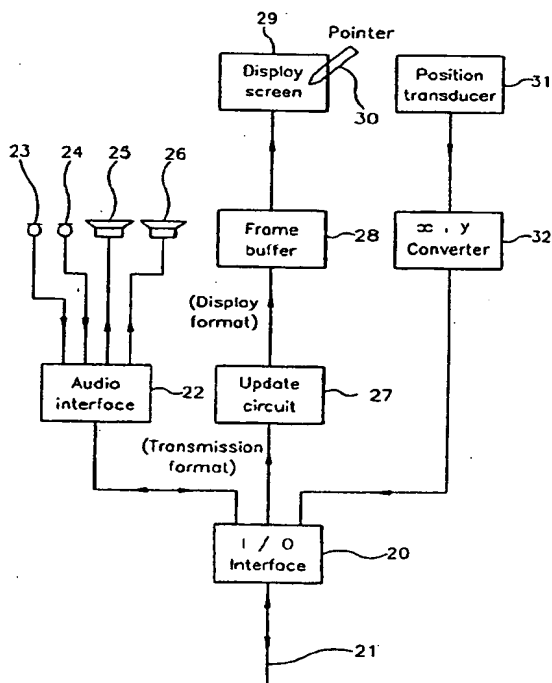 29
Pointer
Display
screen
30
Position
transducer
31
23
24
25
26
Frame
buffer
28
x , y
Converter
32
(Display
format)
Audio
interface
22
Update
circuit
27
(Transmission
format)
I / O
Interface
20
21